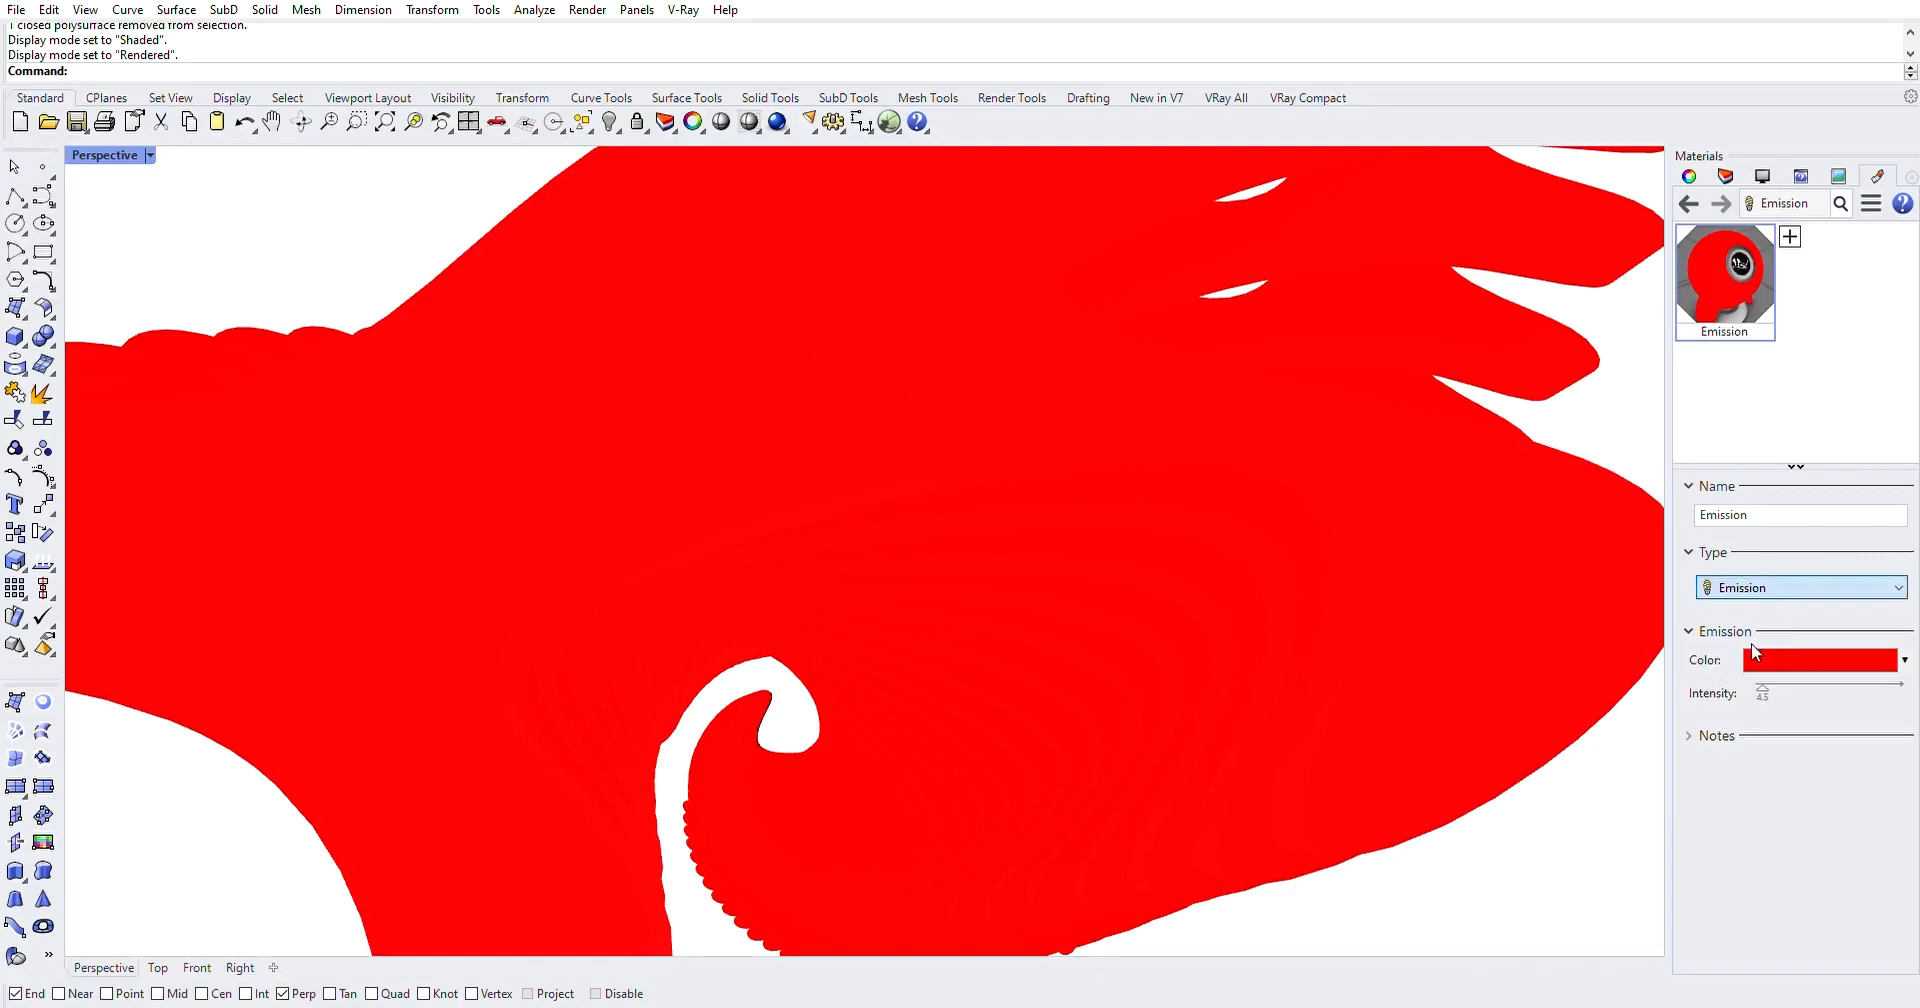 File Edit View Curve Surface SubD Solid Mesh Dimension Transform Tools Analyze Render Panels V-Ray Help
1 closed polysurface removed from selection.
Display mode set to "Shaded".
Display mode set to "Rendered".
Command:
Standard CPlanes Set View Display Select Viewport Layout Visibility Transform Curve Tools Surface Tools Solid Tools SubD Tools Mesh Tools Render Tools Drafting New in V7 VRay All VRay Compact
Perspective
Materials
Emission
Emission
Name
Emission
Type
Emission
Emission
Color:
Intensity:
4.5
Notes
Perspective Top Front Right
End Near Point Mid Cen Int Perp Tan Quad Knot Vertex Project Disable